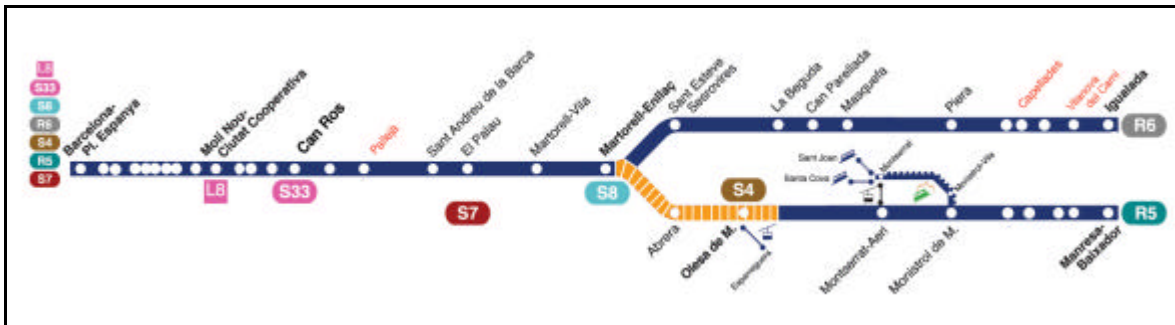 L8
S33
S8
R6
S4
R5
S7
Barcelona-
Pl. Espanya
Molí Nou-
Ciutat Cooperativa
Can Ros
Pallejà
Sant Andreu de la Barca
El Palau
Martorell-Vila
Martorell-Enllaç
Sant Esteve
Sesrovires
La Beguda
Can Parellada
Masquefa
Piera
Capellades
Vilanova
del Camí
Igualada
R6
L8
S33
S7
S8
S4
Sant Joan
Santa Cova
Montserrat
Monistrol-Vila
R5
Abrera
Olesa de M.
Esparreguera
Montserrat-Aeri
Monistrol de M.
Manresa-
Baixador